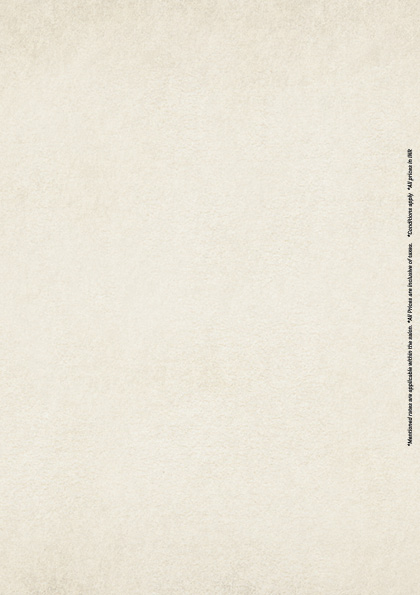 *Mentioned rates are applicable within the salon. *All Prices are inclusive of taxes. *Conditions apply *All prices in INR